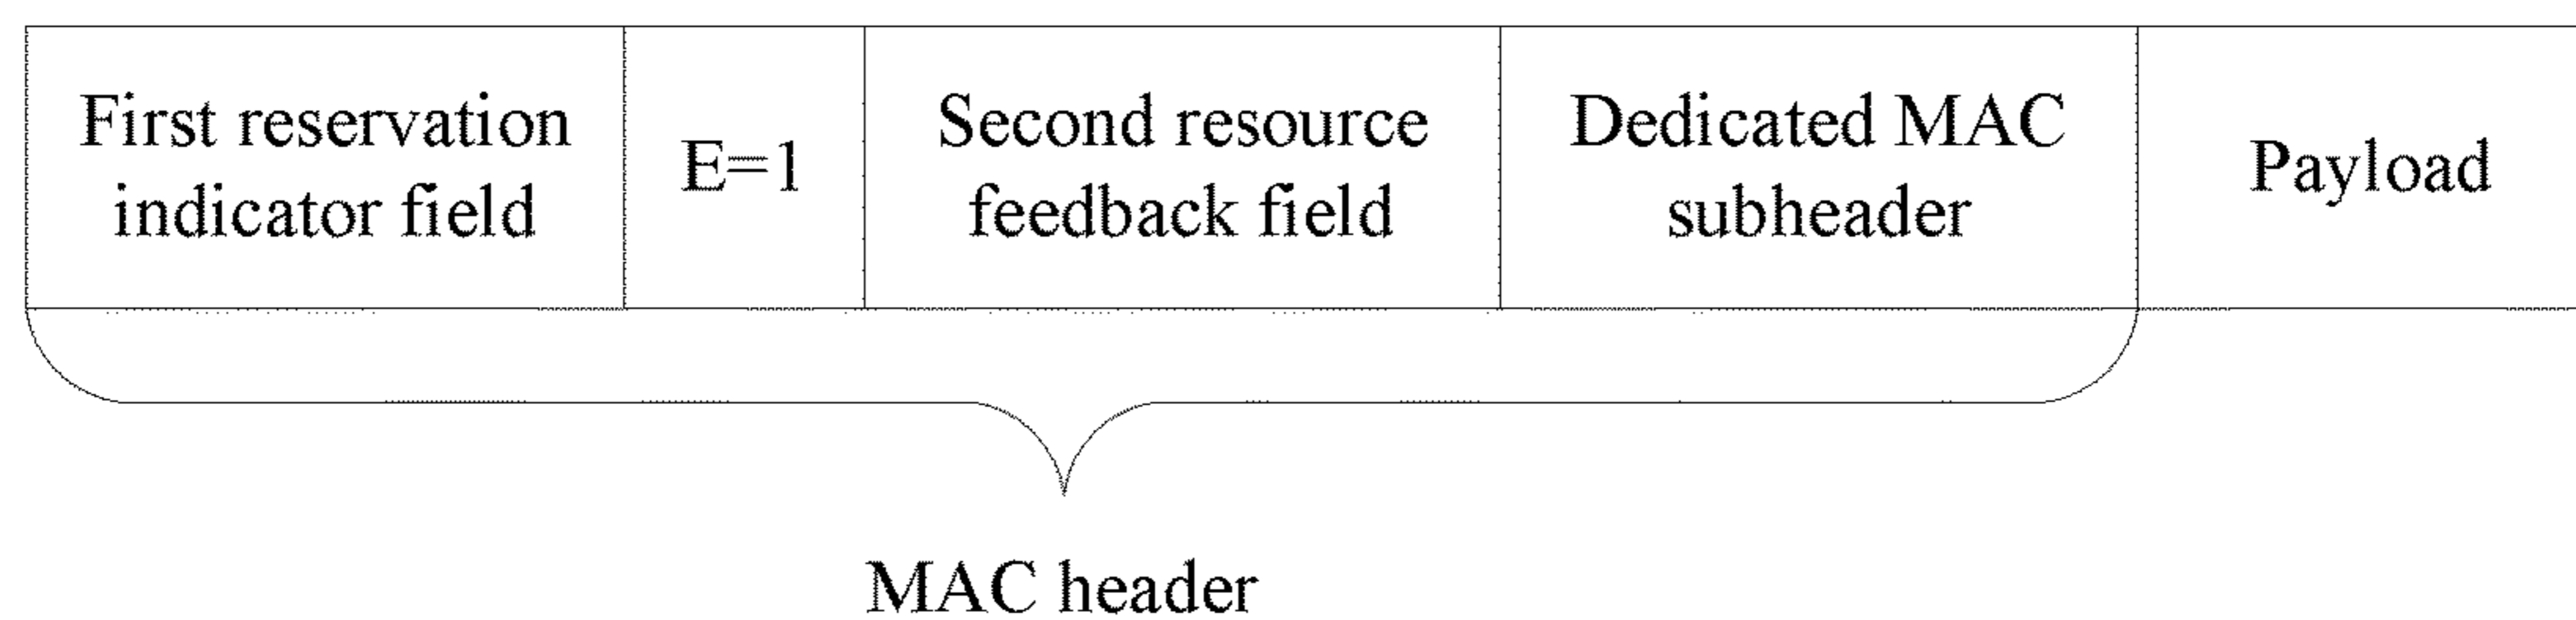 First reservation
indicator field
E=1
Second resource
feedback field
Dedicated MAC
subheader
Payload
MAC header